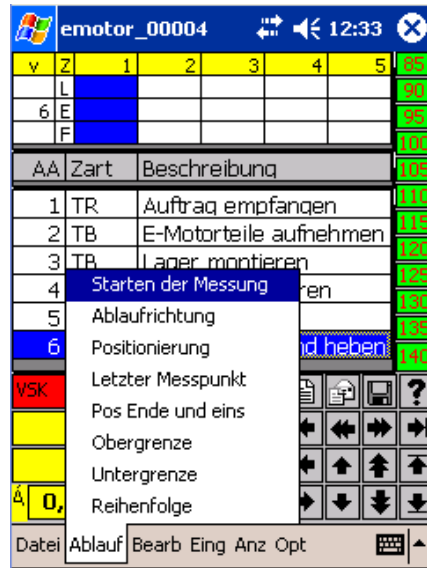 emotor_00004 12:33
v Z 1 2 3 4 5 85
L 90
6 E 95
F 100
AA Zart Beschreibung 105
1 TR Auftrag empfangen 110
2 TB E-Motorteile aufnehmen 115
120
3 TB Lager montieren 125
4 ren 130
5 135
6 nd heben 140
Starten der Messung
Ablaufrichtung
Positionierung
Letzter Messpunkt
Pos Ende und eins
Obergrenze
Untergrenze
Reihenfolge
VSK ?
0,
Datei Ablauf Bearb Eing Anz Opt